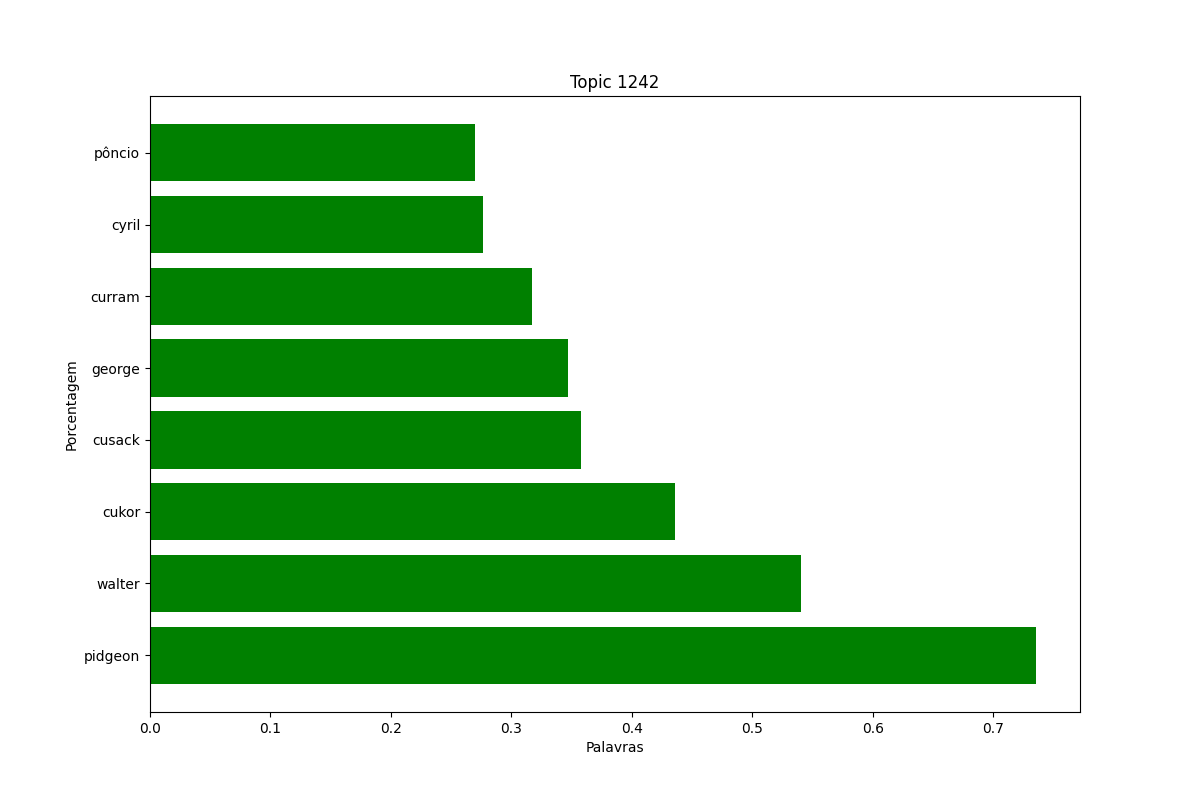 Topic 1242
pôncio
cyril
curram
george
cusack
cukor
walter
pidgeon
Porcentagem
0.0 0.1 0.2 0.3 0.4 0.5 0.6 0.7
Palavras